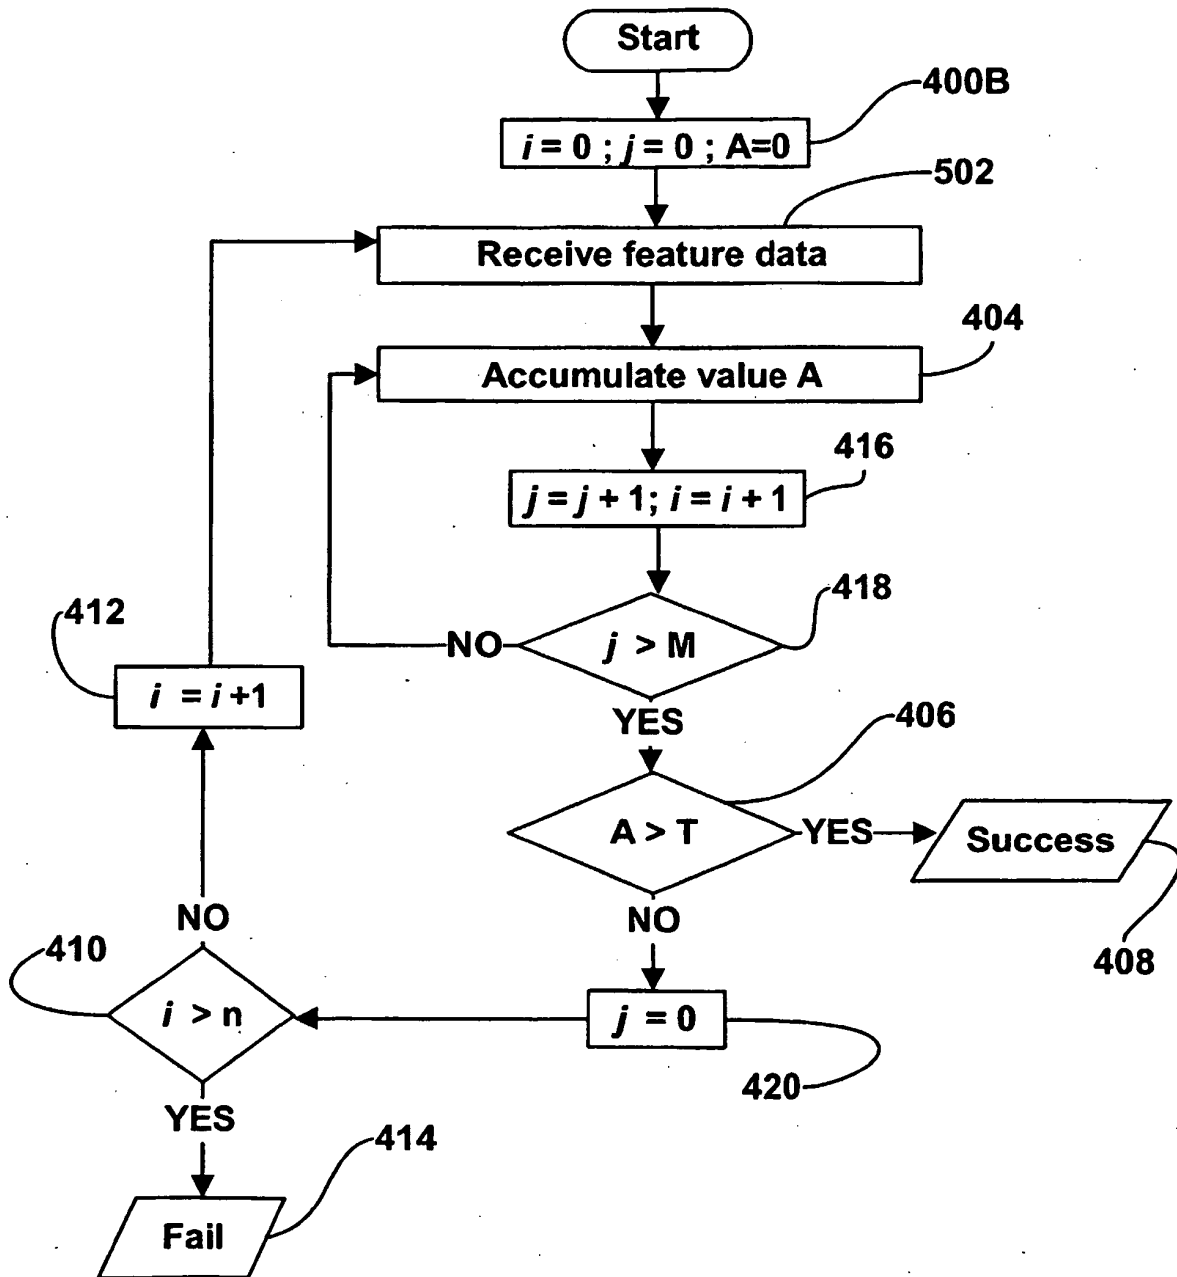 Start
400B
i = 0 ; j = 0 ; A=0
502
Receive feature data
404
Accumulate value A
416
j = j + 1; i = i + 1
418
412
j > M
NO
i = i +1
YES
406
A > T
YES
Success
NO
NO
410
408
i > n
j = 0
420
YES
414
Fail